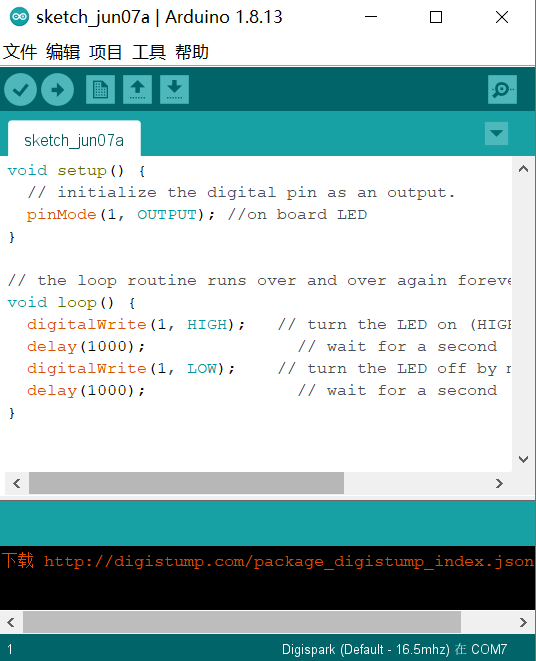 sketch_jun07a | Arduino 1.8.13
文件 编辑 项目 工具 帮助
sketch_jun07a
void setup() {
  // initialize the digital pin as an output.
  pinMode(1, OUTPUT); //on board LED
}
// the loop routine runs over and over again foreve
void loop() {
  digitalWrite(1, HIGH);   // turn the LED on (HIGH
  delay(1000);               // wait for a second
  digitalWrite(1, LOW);    // turn the LED off by m
  delay(1000);               // wait for a second
}
下载 http://digistump.com/package_digistump_index.json
1 Digispark (Default - 16.5mhz) 在 COM7